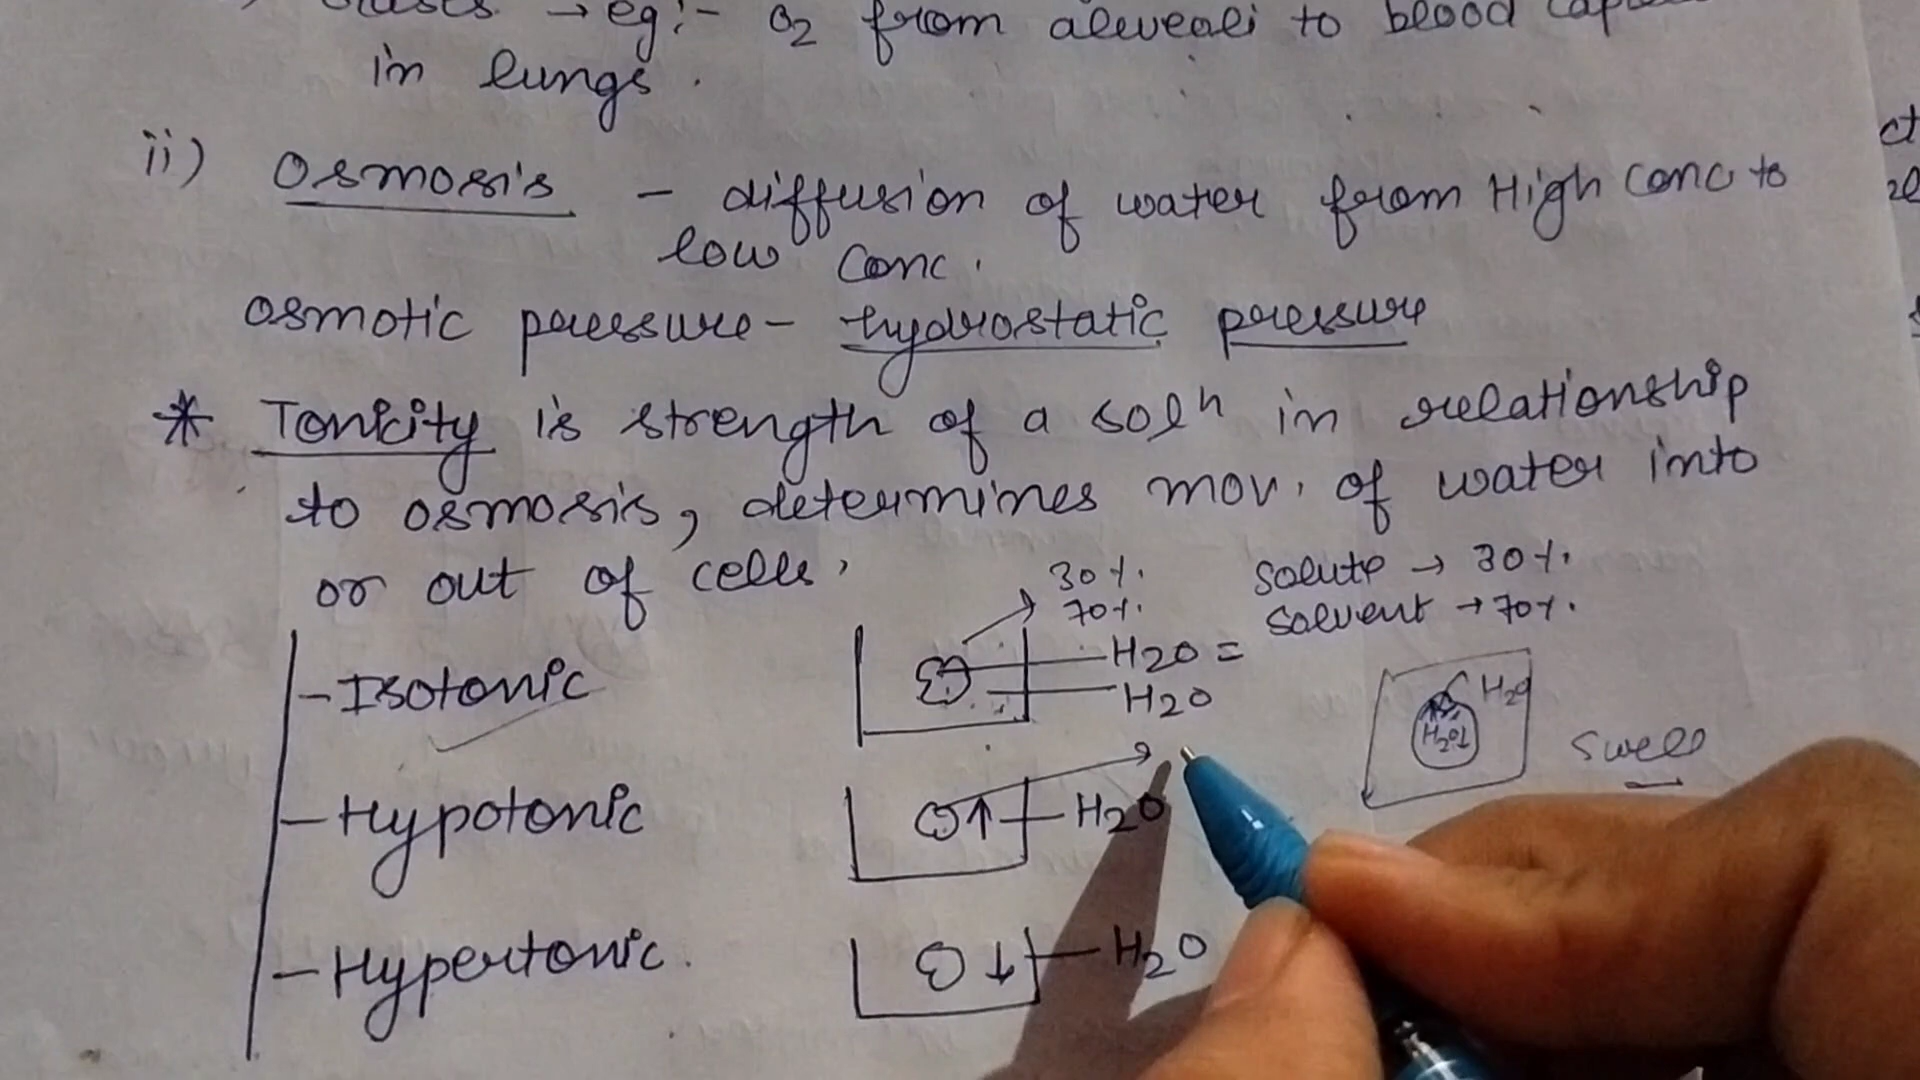 → eg:- O2 from alveoli to blood
in lungs.
ii) Osmosis - diffusion of water from High conc to
low conc.
osmotic pressure - hydrostatic pressure
* Tonicity is strength of a solⁿ in relationship
to osmosis, determines mov. of water into
or out of cells.
30%. solute → 30%.
70%. solvent → 70%.
- Isotonic H2O =
H2O
H2O
H2O↓ swell
- Hypotonic ↑ H2O
- Hypertonic. ↓ H2O